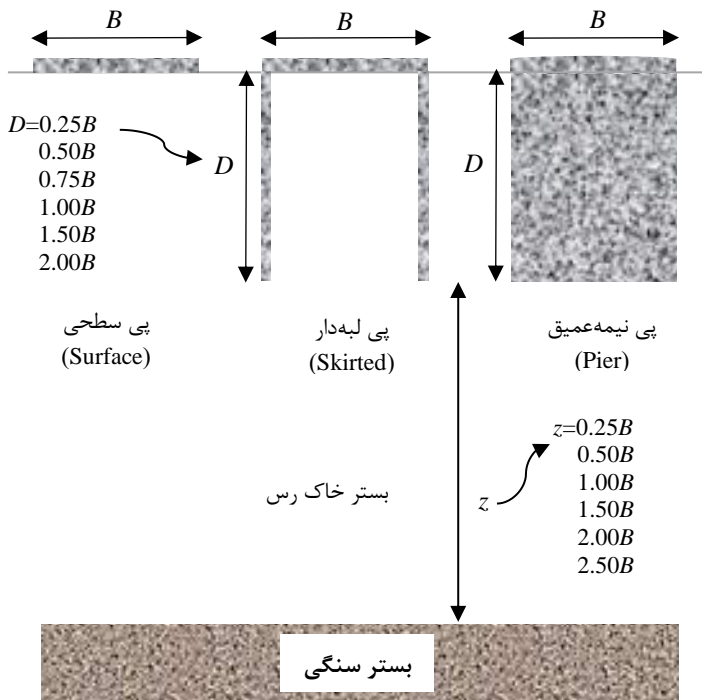 B
B
B
D=0.25B
0.50B
0.75B
1.00B
1.50B
2.00B
D
D
پی سطحی
(Surface)
پی لبه‌دار
(Skirted)
پی نیمه‌عمیق
(Pier)
z=0.25B
0.50B
1.00B
1.50B
2.00B
2.50B
بستر خاک رس
z
بستر سنگی